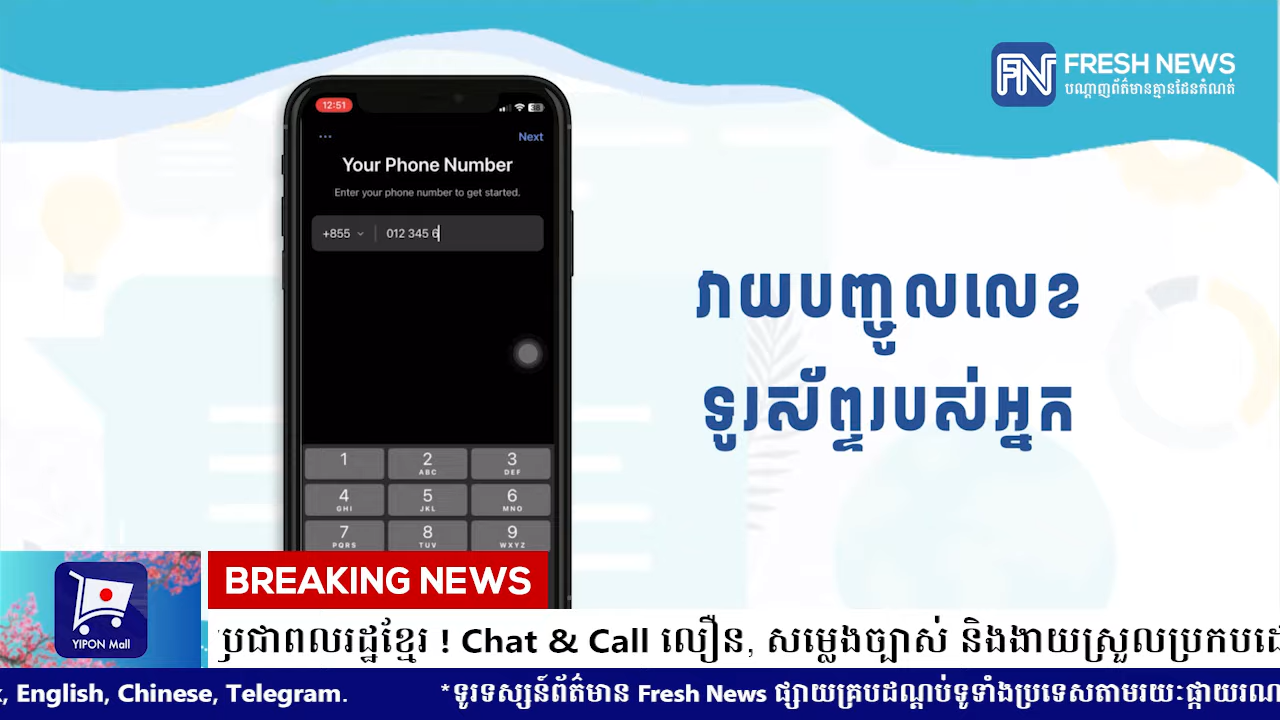 FRESH NEWS
បណ្ដាញព័ត៌មានគ្មានដែនកំណត់
12:51
38
Next
Your Phone Number
Enter your phone number to get started.
+855
012 345 6
វាយបញ្ចូលលេខ
ទូរស័ព្ទរបស់អ្នក
1
2 ABC
3 DEF
4 GHI
5 JKL
6 MNO
7 PQRS
8 TUV
9 WXYZ
YIPON Mall
BREAKING NEWS
ប្រជាពលរដ្ឋខ្មែរ ! Chat & Call លឿន, សម្លេងច្បាស់ និងងាយស្រួលប្រកបដោ
, English, Chinese, Telegram.
*ទូរទស្សន៍ព័ត៌មាន Fresh News ផ្សាយគ្រប់ដណ្តប់ទូទាំងប្រទេសតាមរយៈផ្កាយរណ